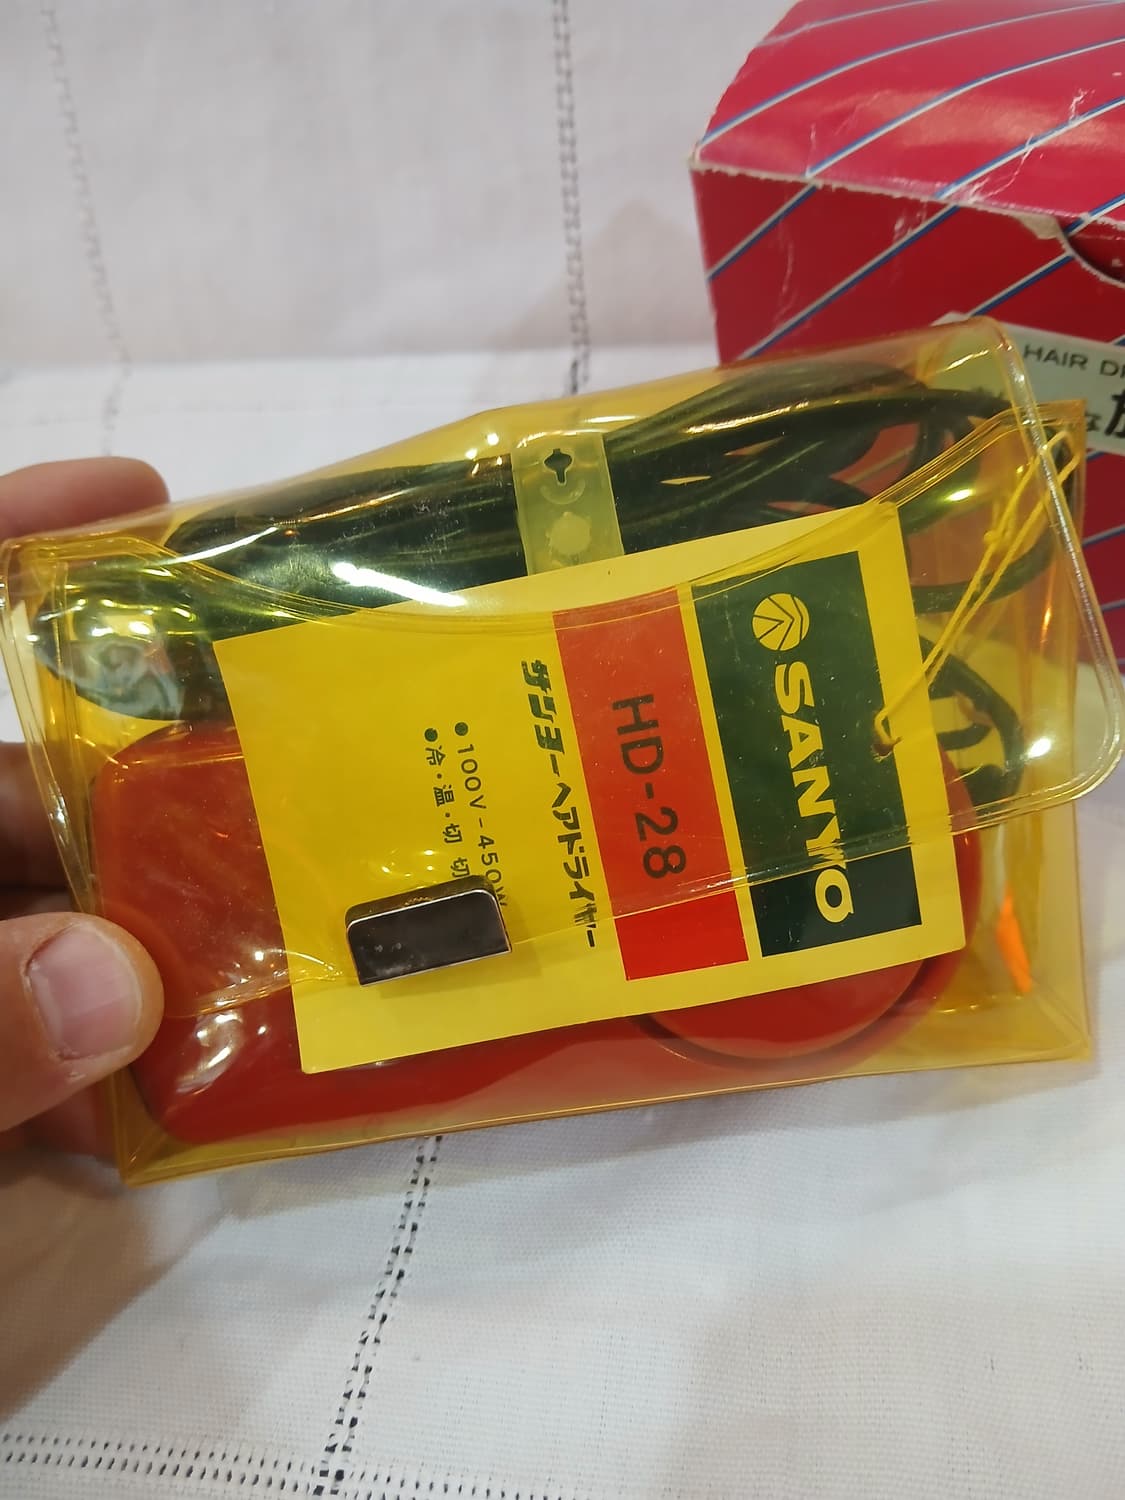 SANYO
HD-28
サンヨーヘアドライヤー
●100V-450W
●冷・温・切 切
HAIR